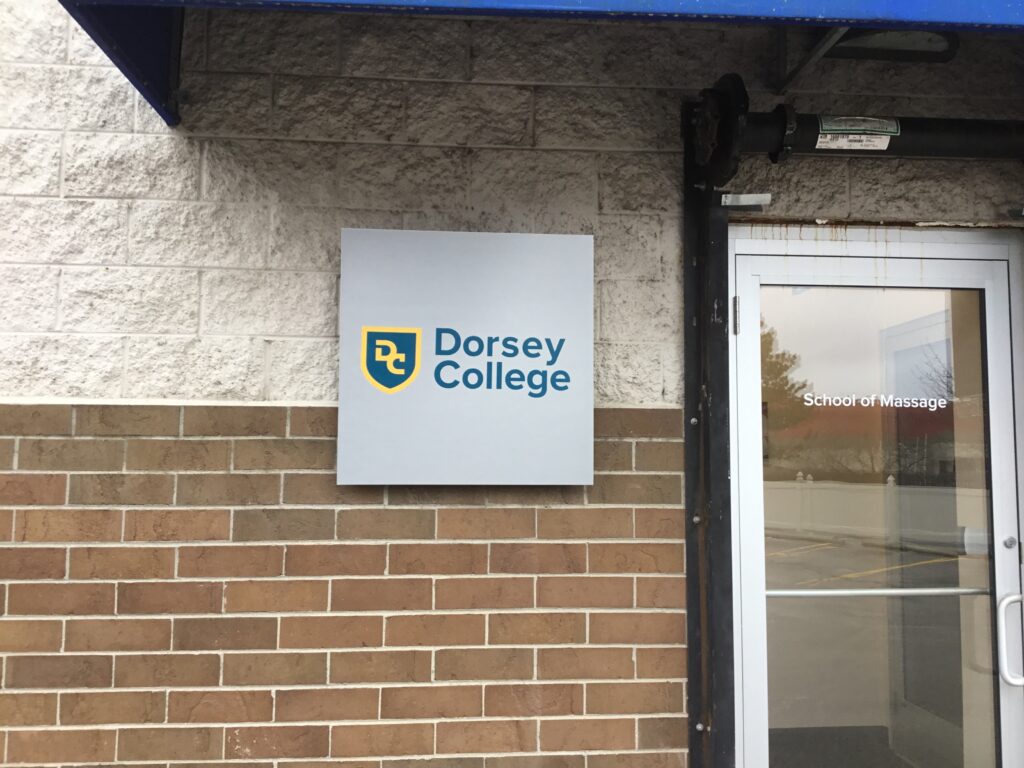 DC
Dorsey
College
School of Massage